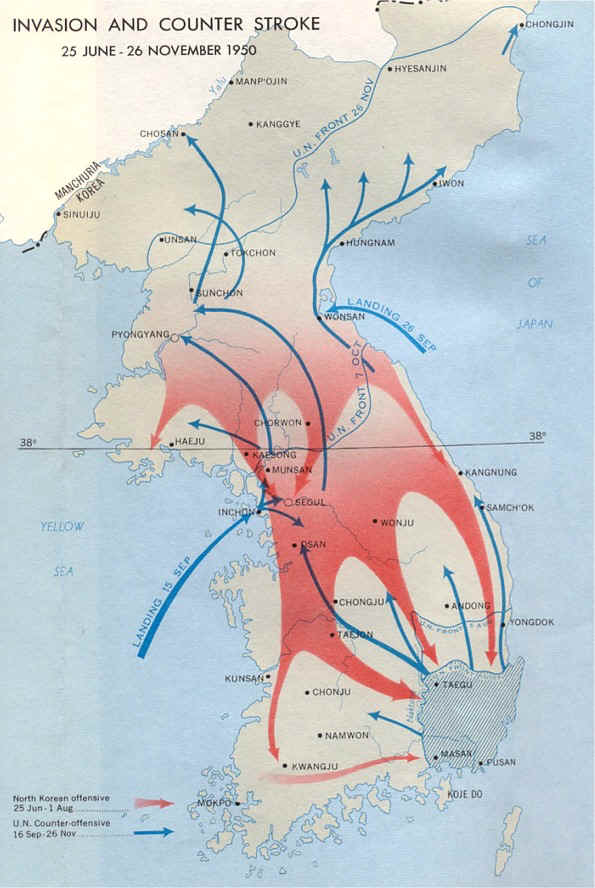 INVASION AND COUNTER STROKE
25 JUNE - 26 NOVEMBER 1950
CHONGJIN
HYESANJIN
Yalu
MANP'OJIN
U.N. FRONT 26 NOV
KANGGYE
CHOSAN
MANCHURIA
KOREA
IWON
SINUIJU
UNSAN
HUNGNAM
SEA
OF
JAPAN
TOKCHON
SUNCHON
LANDING 26 SEP
WONSAN
PYONGYANG
U.N. FRONT 7 OCT
CHORWON
38°
38°
HAEJU
KAESONG
MUNSAN
KANGNUNG
SEOUL
SAMCH'OK
INCHON
WONJU
YELLOW
SEA
OSAN
LANDING 15 SEP
CHONGJU
ANDONG
U.N. FRONT 1 AUG
YONGDOK
TAEJON
KUNSAN
TAEGU
CHONJU
Naktong
NAMWON
MASAN
PUSAN
KWANGJU
KOJE DO
MOKPO
North Korean offensive
25 Jun-1 Aug
U.N. Counter-offensive
16 Sep-26 Nov